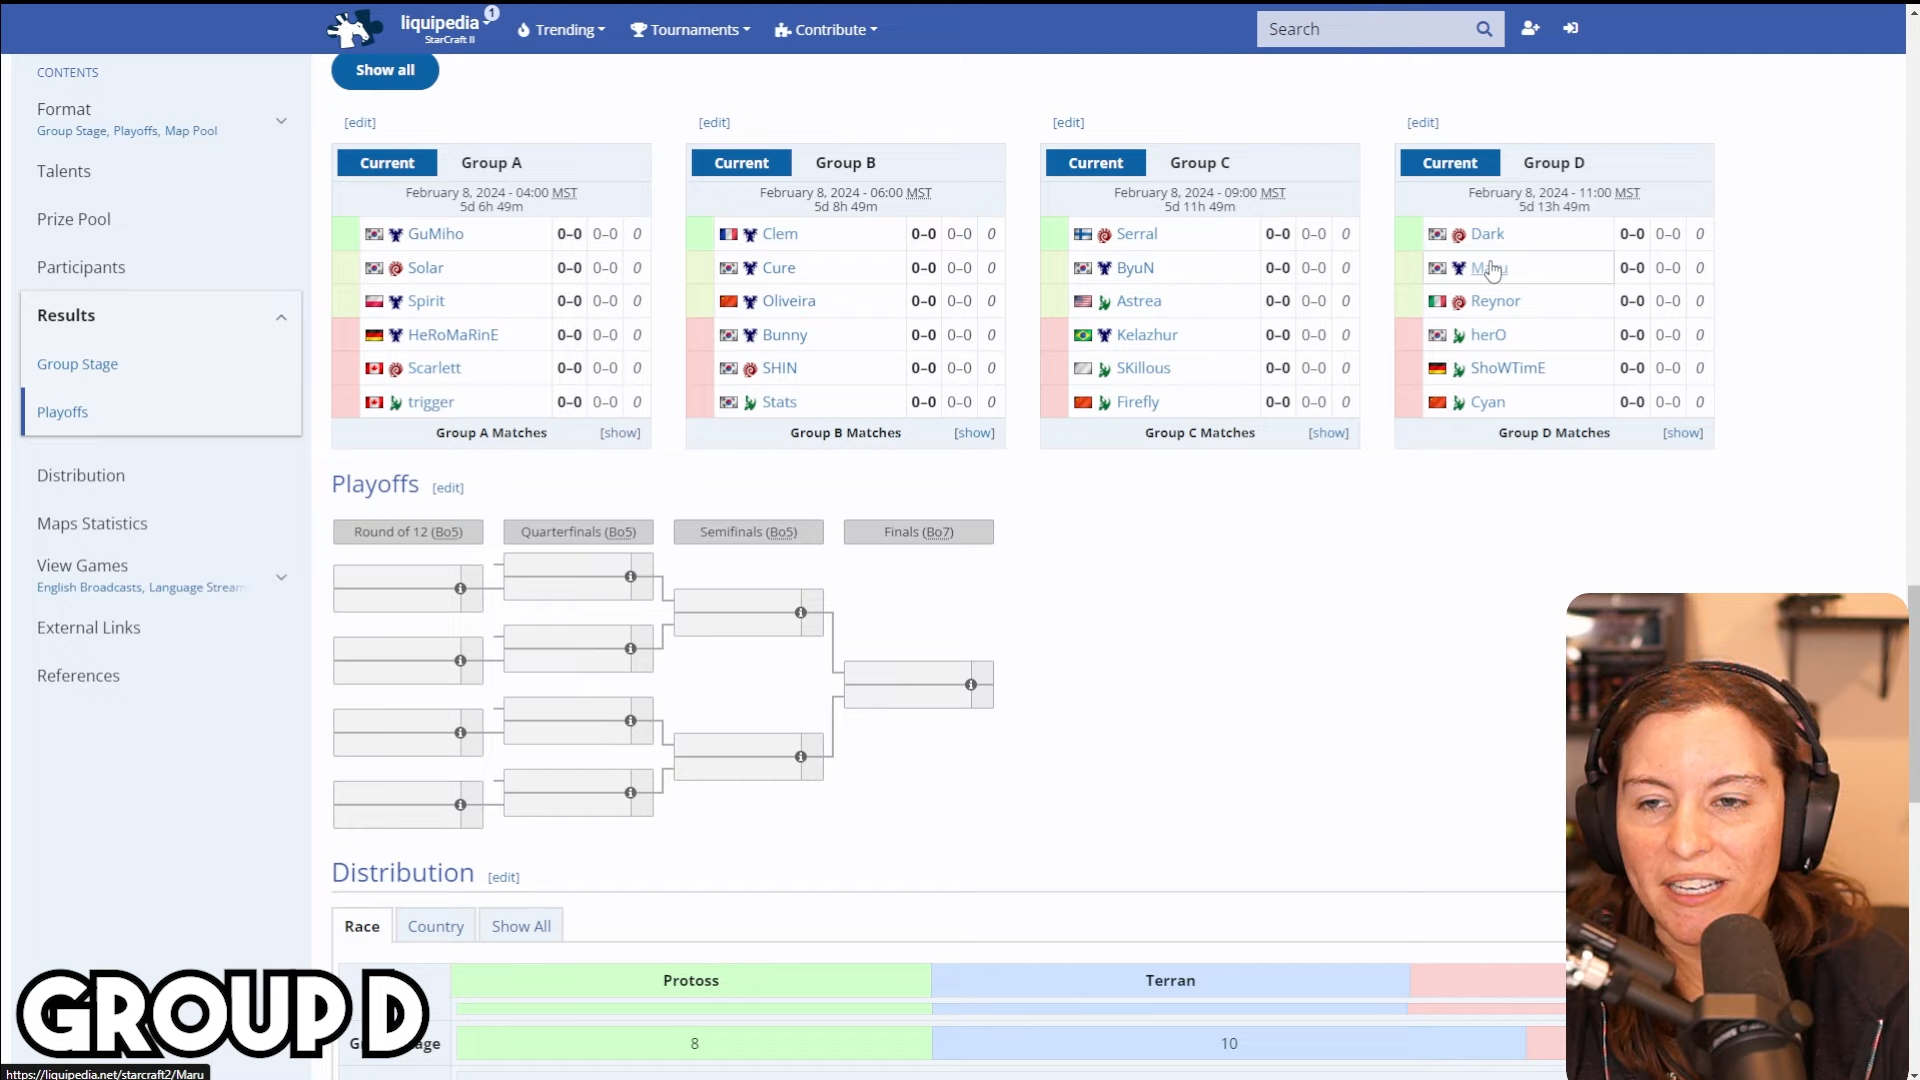 liquipedia
StarCraft II
1
Trending
Tournaments
Contribute
Search
CONTENTS
Format
Group Stage, Playoffs, Map Pool
Talents
Prize Pool
Participants
Results
Group Stage
Playoffs
Distribution
Maps Statistics
View Games
English Broadcasts, Language Stream
External Links
References
Show all
[edit]
Current Group A
February 8, 2024 - 04:00 MST
5d 6h 49m
GuMiho 0–0 0–0 0
Solar 0–0 0–0 0
Spirit 0–0 0–0 0
HeRoMaRinE 0–0 0–0 0
Scarlett 0–0 0–0 0
trigger 0–0 0–0 0
Group A Matches [show]
[edit]
Current Group B
February 8, 2024 - 06:00 MST
5d 8h 49m
Clem 0–0 0–0 0
Cure 0–0 0–0 0
Oliveira 0–0 0–0 0
Bunny 0–0 0–0 0
SHIN 0–0 0–0 0
Stats 0–0 0–0 0
Group B Matches [show]
[edit]
Current Group C
February 8, 2024 - 09:00 MST
5d 11h 49m
Serral 0–0 0–0 0
ByuN 0–0 0–0 0
Astrea 0–0 0–0 0
Kelazhur 0–0 0–0 0
SKillous 0–0 0–0 0
Firefly 0–0 0–0 0
Group C Matches [show]
[edit]
Current Group D
February 8, 2024 - 11:00 MST
5d 13h 49m
Dark 0–0 0–0 0
Maru 0–0 0–0 0
Reynor 0–0 0–0 0
herO 0–0 0–0 0
ShoWTimE 0–0 0–0 0
Cyan 0–0 0–0 0
Group D Matches [show]
Playoffs [edit]
Round of 12 (Bo5) Quarterfinals (Bo5) Semifinals (Bo5) Finals (Bo7)
Distribution [edit]
Race Country Show All
Protoss Terran
8 10
GROUP D
https://liquipedia.net/starcraft2/Maru